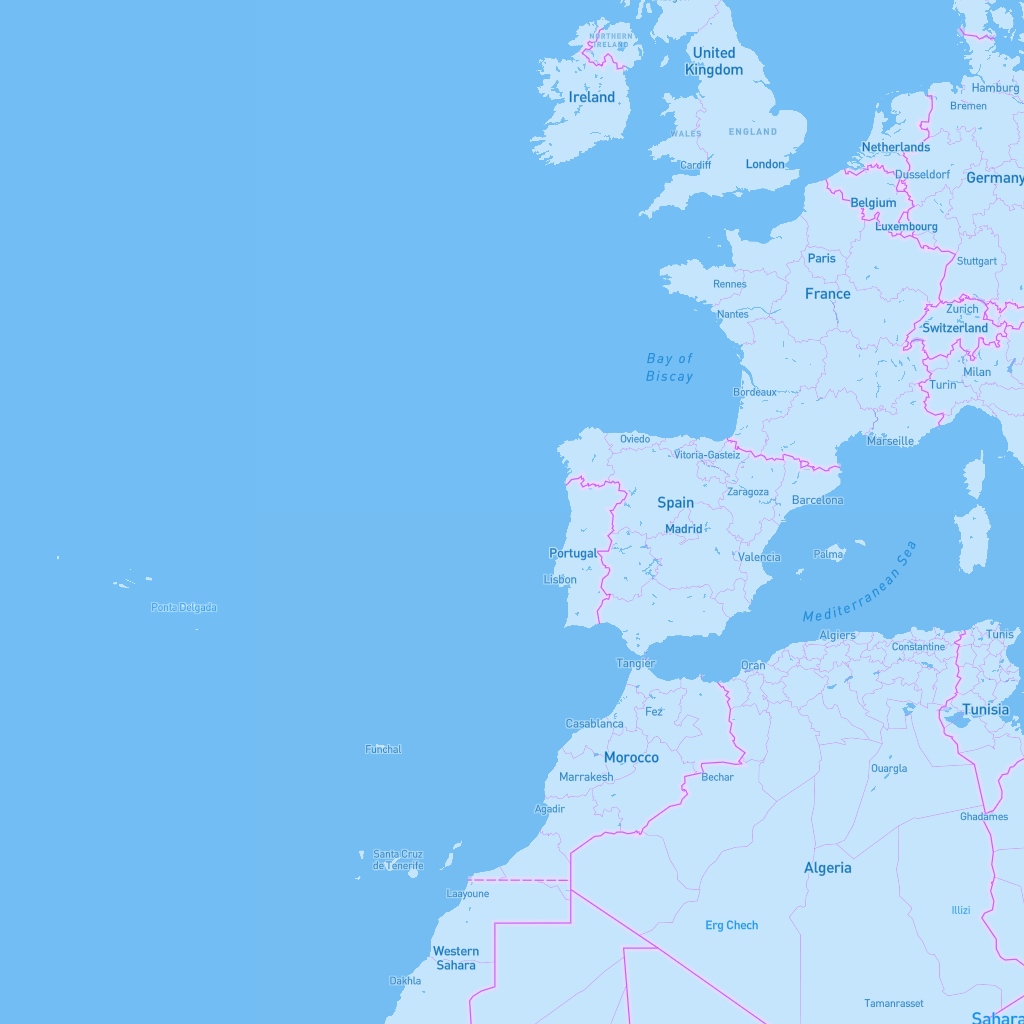 NORTHERN
IRELAND
United
Kingdom
Ireland
Hamburg
Bremen
WALES
ENGLAND
Netherlands
Cardiff
London
Dusseldorf
Germany
Belgium
Luxembourg
Paris
Stuttgart
Rennes
France
Nantes
Zurich
Switzerland
Bay of
Biscay
Milan
Turin
Bordeaux
Oviedo
Marseille
Vitoria-Gasteiz
Zaragoza
Barcelona
Spain
Madrid
Portugal
Valencia
Palma
Lisbon
Mediterranean Sea
Ponta Delgada
Algiers
Tunis
Constantine
Tangier
Oran
Fez
Tunisia
Casablanca
Funchal
Morocco
Marrakesh
Bechar
Ouargla
Agadir
Ghadames
Santa Cruz
de Tenerife
Algeria
Laayoune
Illizi
Erg Chech
Western
Sahara
Dakhla
Tamanrasset
Sahara